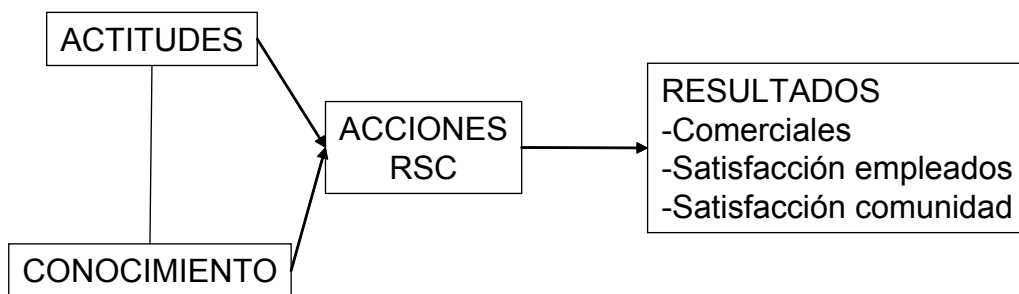 ACTITUDES
CONOCIMIENTO
ACCIONES
RSC
RESULTADOS
-Comerciales
-Satisfacción empleados
-Satisfacción comunidad